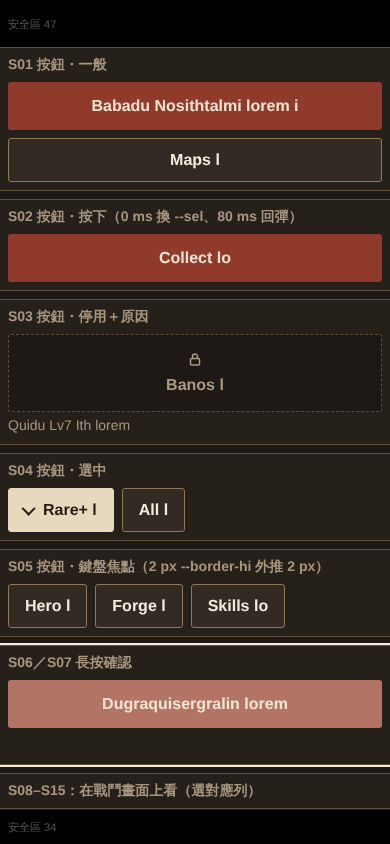 安全區 47
S01 按鈕・一般
Babadu Nosithtalmi lorem i
Maps l
S02 按鈕・按下（0 ms 換 --sel、80 ms 回彈）
Collect lo
S03 按鈕・停用＋原因
Banos l
Quidu Lv7 lth lorem
S04 按鈕・選中
Rare+ l
All l
S05 按鈕・鍵盤焦點（2 px --border-hi 外推 2 px）
Hero l
Forge l
Skills lo
S06／S07 長按確認
Dugraquisergralin lorem
S08–S15：在戰鬥畫面上看（選對應列）
安全區 34